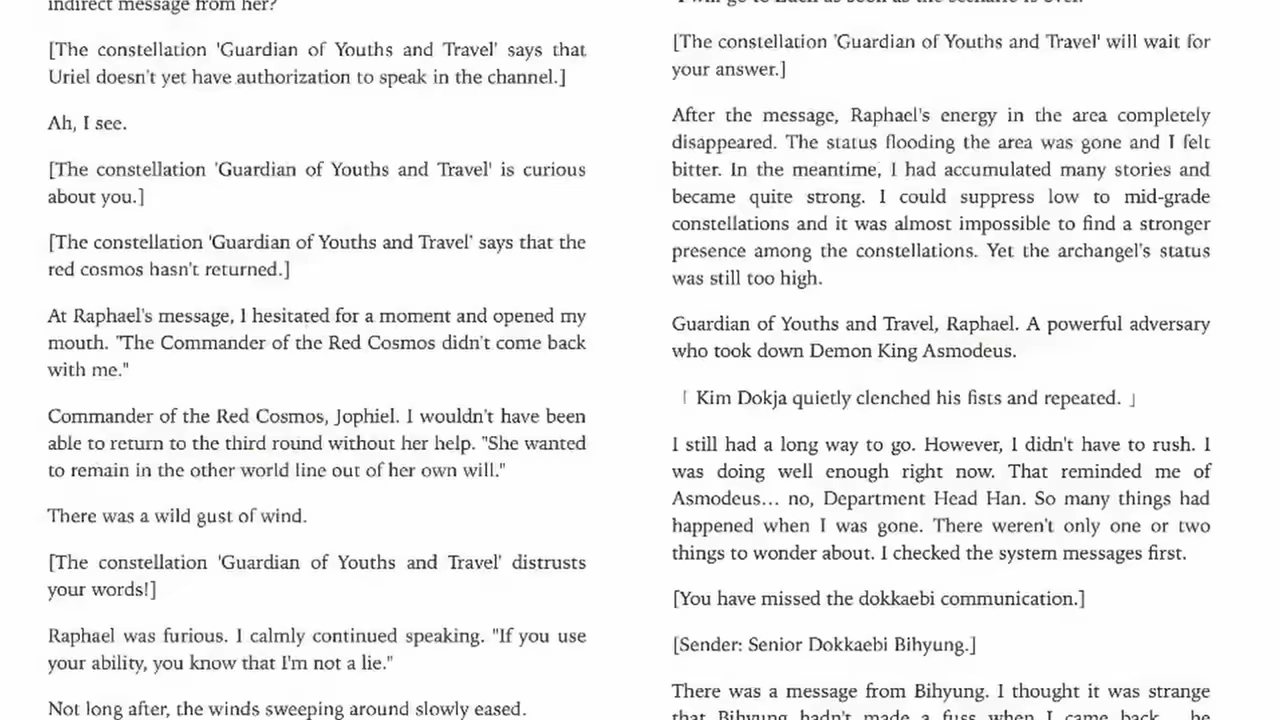 indirect message from her?
[The constellation 'Guardian of Youths and Travel' says that
Uriel doesn't yet have authorization to speak in the channel.]
Ah, I see.
[The constellation 'Guardian of Youths and Travel' is curious
about you.]
[The constellation 'Guardian of Youths and Travel' says that the
red cosmos hasn't returned.]
At Raphael's message, I hesitated for a moment and opened my
mouth. "The Commander of the Red Cosmos didn't come back
with me."
Commander of the Red Cosmos, Jophiel. I wouldn't have been
able to return to the third round without her help. "She wanted
to remain in the other world line out of her own will."
There was a wild gust of wind.
[The constellation 'Guardian of Youths and Travel' distrusts
your words!]
Raphael was furious. I calmly continued speaking. "If you use
your ability, you know that I'm not a lie."
Not long after, the winds sweeping around slowly eased.
"I will go to Eden as soon as the scenario is over."
[The constellation 'Guardian of Youths and Travel' will wait for
your answer.]
After the message, Raphael's energy in the area completely
disappeared. The status flooding the area was gone and I felt
bitter. In the meantime, I had accumulated many stories and
became quite strong. I could suppress low to mid-grade
constellations and it was almost impossible to find a stronger
presence among the constellations. Yet the archangel's status
was still too high.
Guardian of Youths and Travel, Raphael. A powerful adversary
who took down Demon King Asmodeus.
「 Kim Dokja quietly clenched his fists and repeated. 」
I still had a long way to go. However, I didn't have to rush. I
was doing well enough right now. That reminded me of
Asmodeus... no, Department Head Han. So many things had
happened when I was gone. There weren't only one or two
things to wonder about. I checked the system messages first.
[You have missed the dokkaebi communication.]
[Sender: Senior Dokkaebi Bihyung.]
There was a message from Bihyung. I thought it was strange
that Bihyung hadn't made a fuss when I came back... he